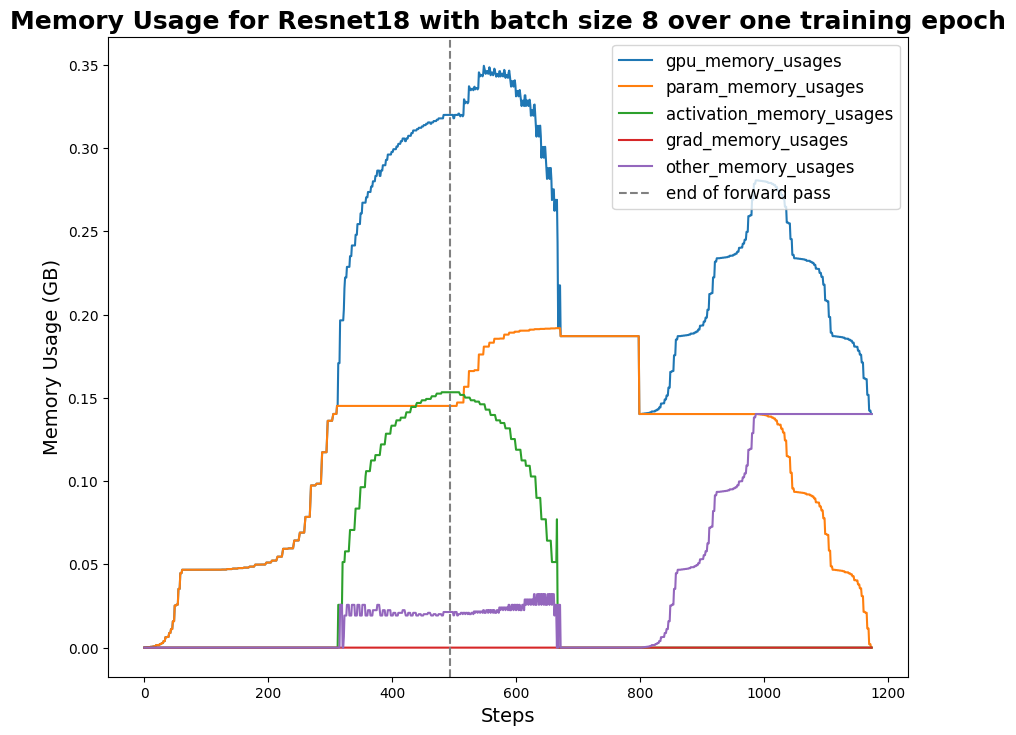 Memory Usage for Resnet18 with batch size 8 over one training epoch
gpu_memory_usages
param_memory_usages
activation_memory_usages
grad_memory_usages
other_memory_usages
end of forward pass
Memory Usage (GB)
0.35
0.30
0.25
0.20
0.15
0.10
0.05
0.00
0 200 400 600 800 1000 1200
Steps